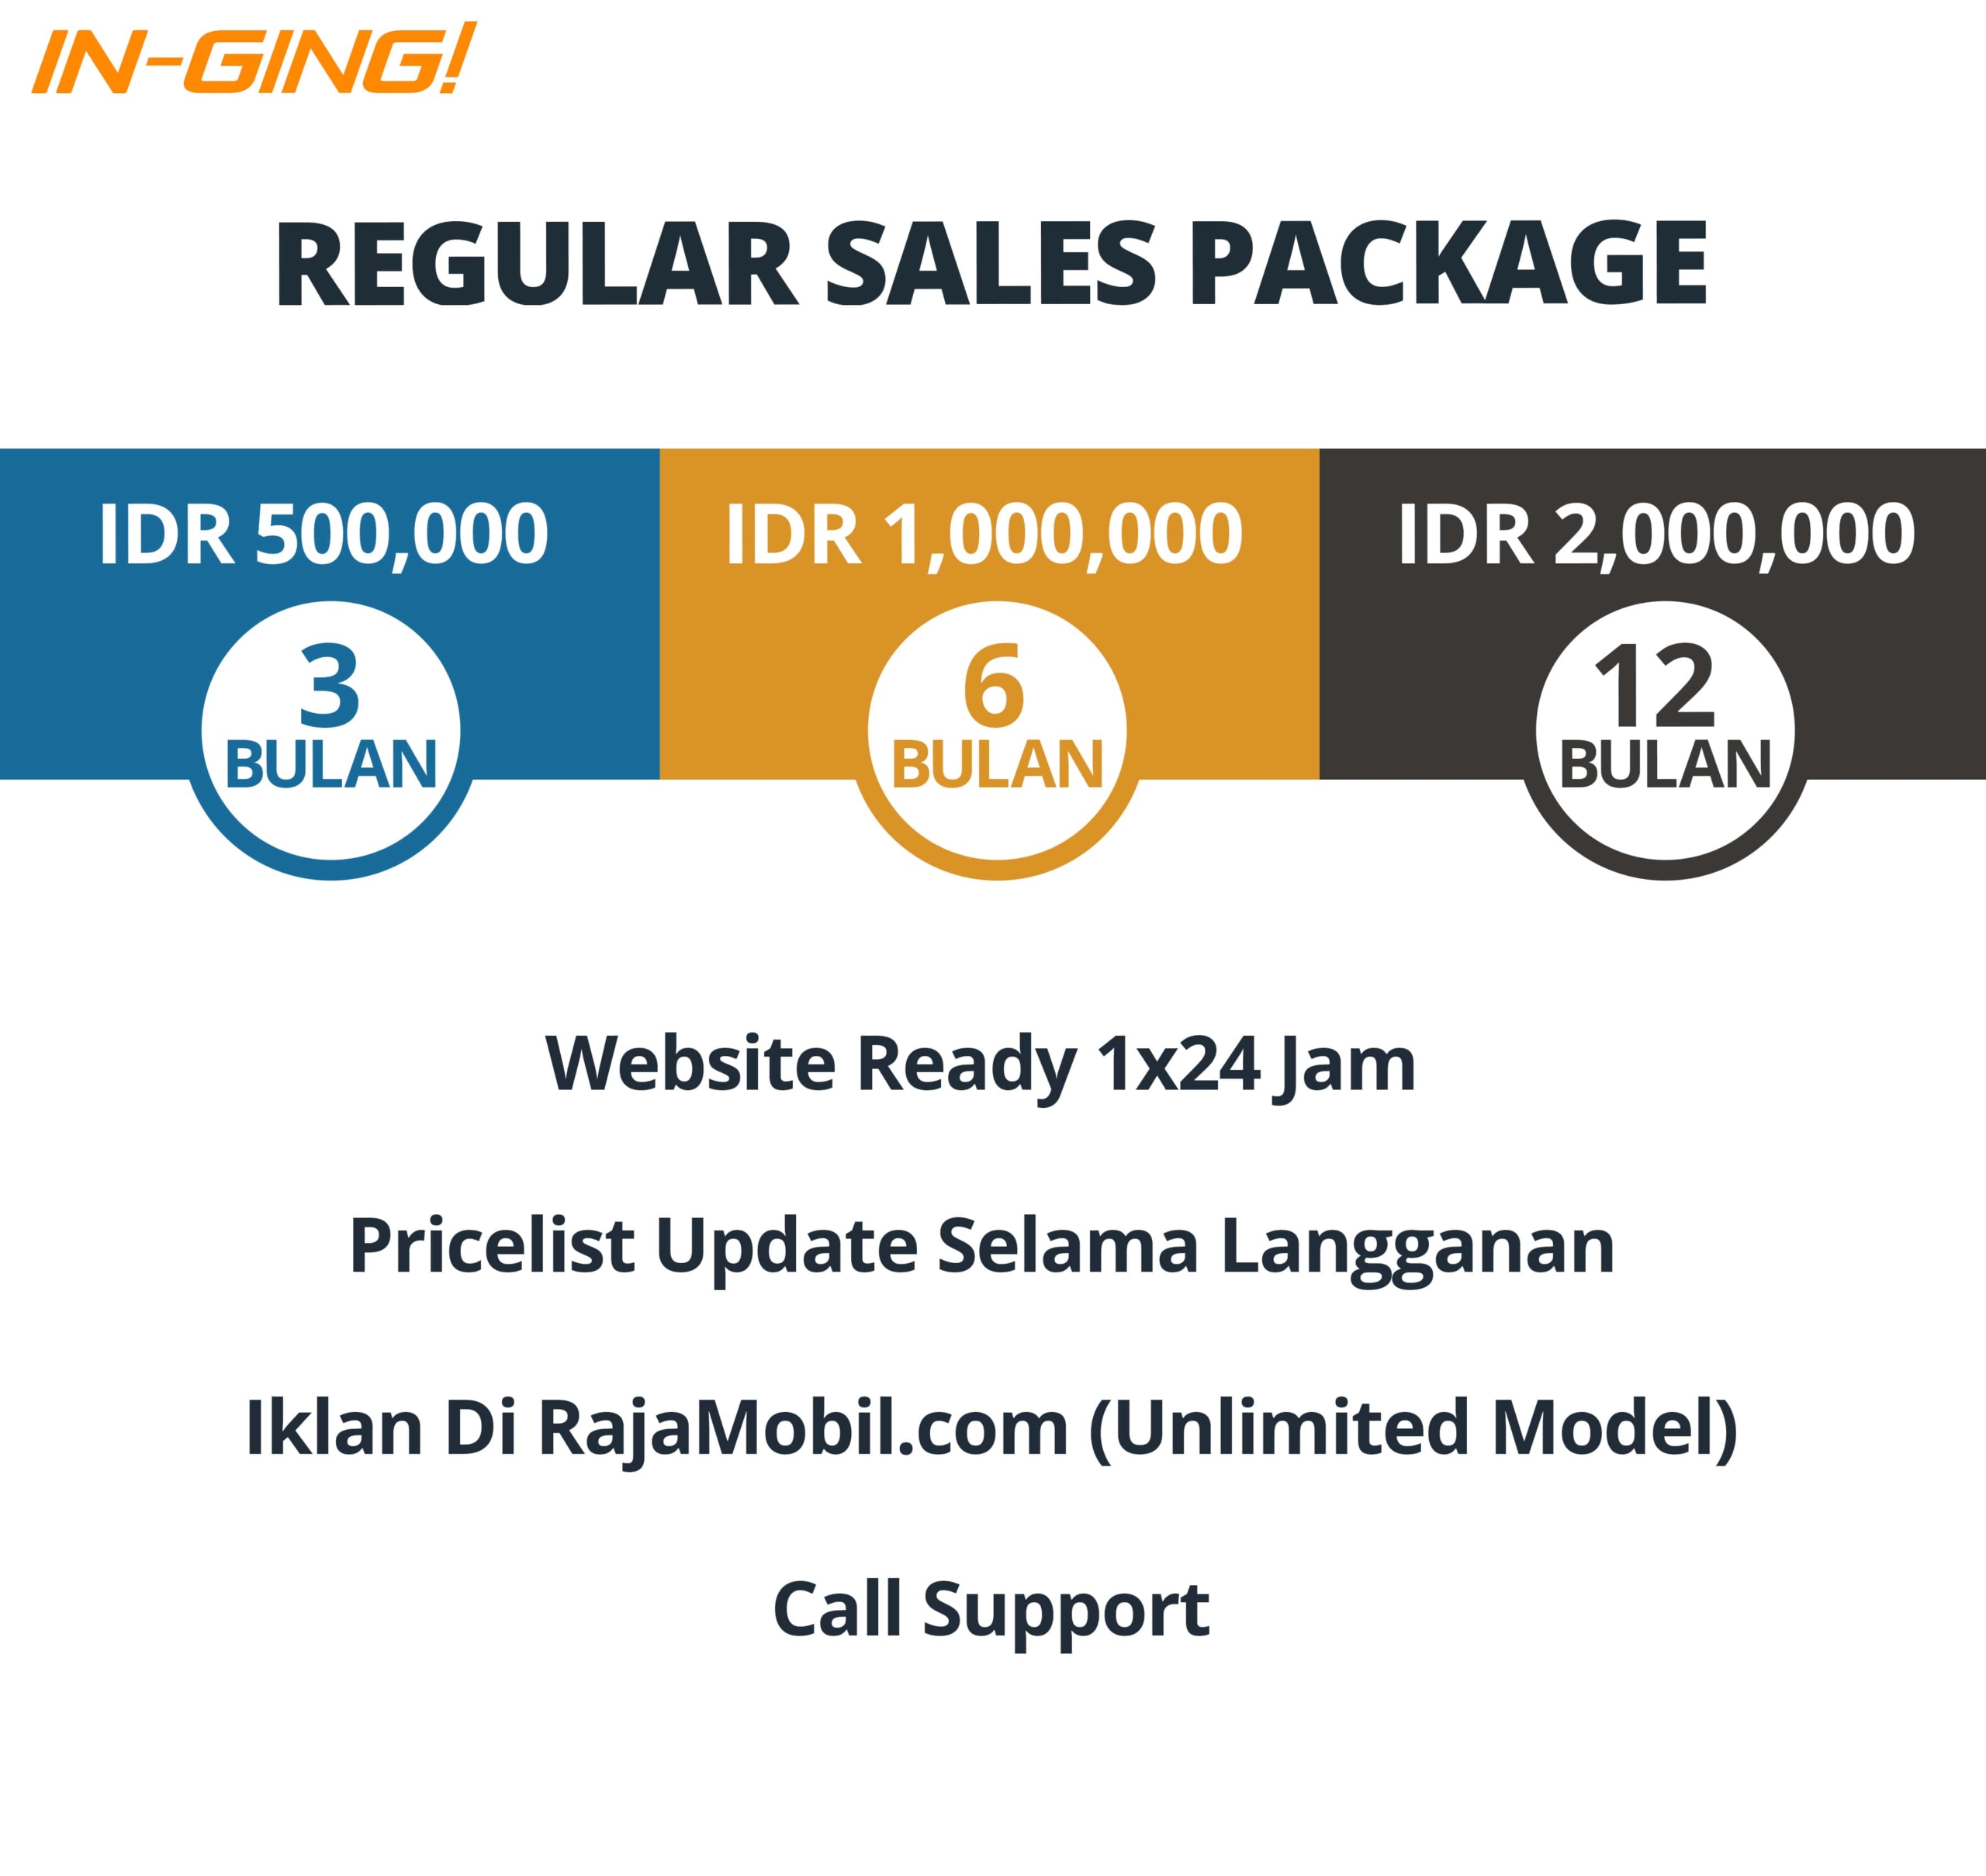 IN-GING!
REGULAR SALES PACKAGE
IDR 500,000
3
BULAN
IDR 1,000,000
6
BULAN
IDR 2,000,000
12
BULAN
Website Ready 1x24 Jam
Pricelist Update Selama Langganan
Iklan Di RajaMobil.com (Unlimited Model)
Call Support